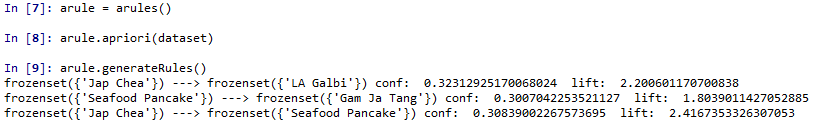 In [7]: arule = arules()
In [8]: arule.apriori(dataset)
In [9]: arule.generateRules()
frozenset({'Jap Chea'}) ---> frozenset({'LA Galbi'}) conf:  0.32312925170068024  lift:  2.200601170700838
frozenset({'Seafood Pancake'}) ---> frozenset({'Gam Ja Tang'}) conf:  0.3007042253521127  lift:  1.8039011427052885
frozenset({'Jap Chea'}) ---> frozenset({'Seafood Pancake'}) conf:  0.30839002267573695  lift:  2.4167353326307053